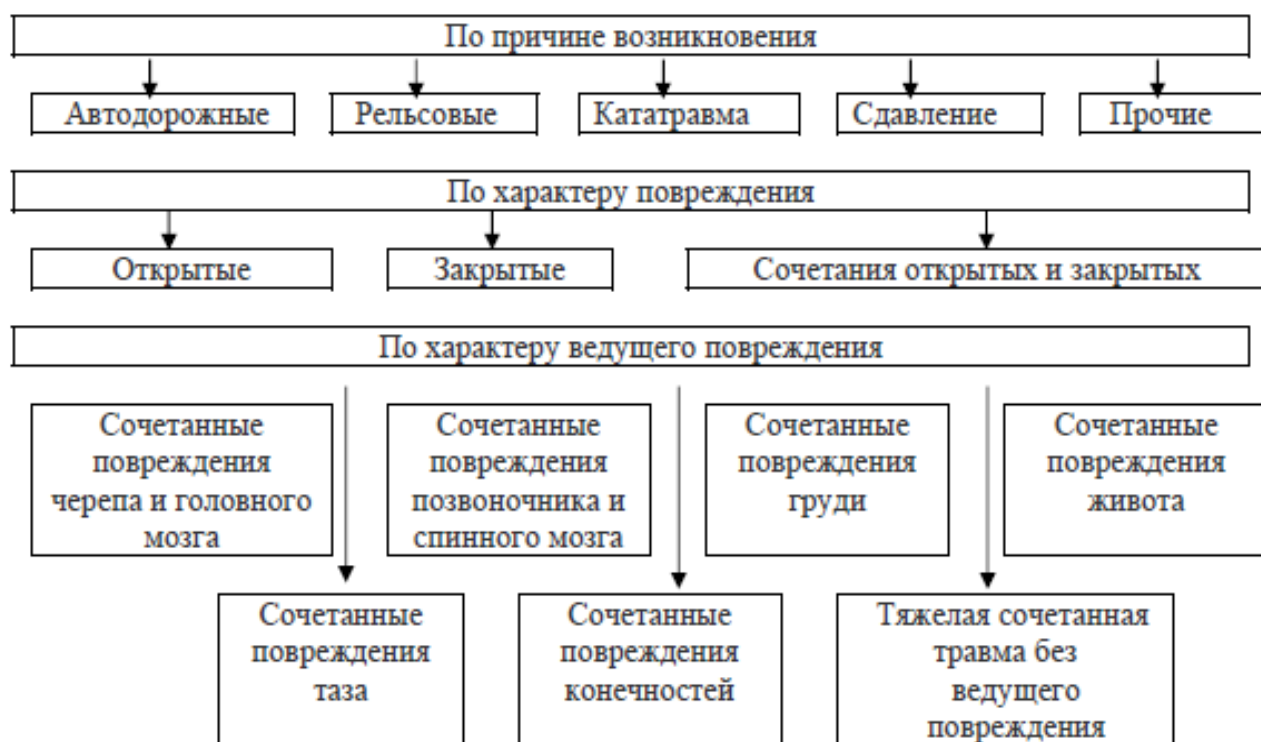 По причине возникновения
Автодорожные
Рельсовые
Кататравма
Сдавление
Прочие
По характеру повреждения
Открытые
Закрытые
Сочетания открытых и закрытых
По характеру ведущего повреждения
Сочетанные
повреждения
черепа и головного
мозга
Сочетанные
повреждения
позвоночника и
спинного мозга
Сочетанные
повреждения
груди
Сочетанные
повреждения
живота
Сочетанные
повреждения
таза
Сочетанные
повреждения
конечностей
Тяжелая сочетанная
травма без
ведущего
повреждения